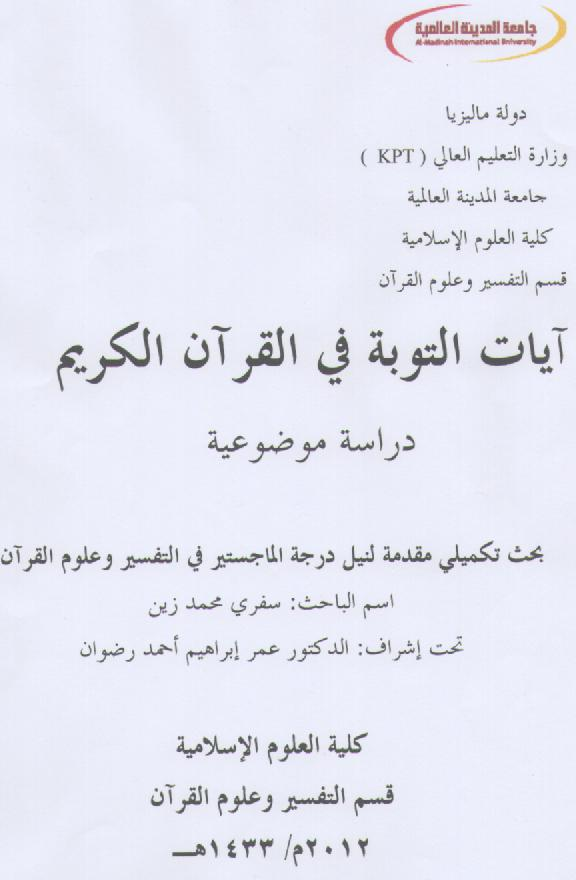 جامعة المدينة العالمية
Al-Madinah International University
دولة ماليزيا
وزارة التعليم العالي ( KPT )
جامعة المدينة العالمية
كلية العلوم الإسلامية
قسم التفسير وعلوم القرآن
آيات التوبة في القرآن الكريم
دراسة موضوعية
بحث تكميلي مقدمة لنيل درجة الماجستير في التفسير وعلوم القرآن
اسم الباحث: سفري محمد زين
تحت إشراف: الدكتور عمر إبراهيم أحمد رضوان
كلية العلوم الإسلامية
قسم التفسير وعلوم القرآن
٢٠١٢م/ ١٤٣٣هــ